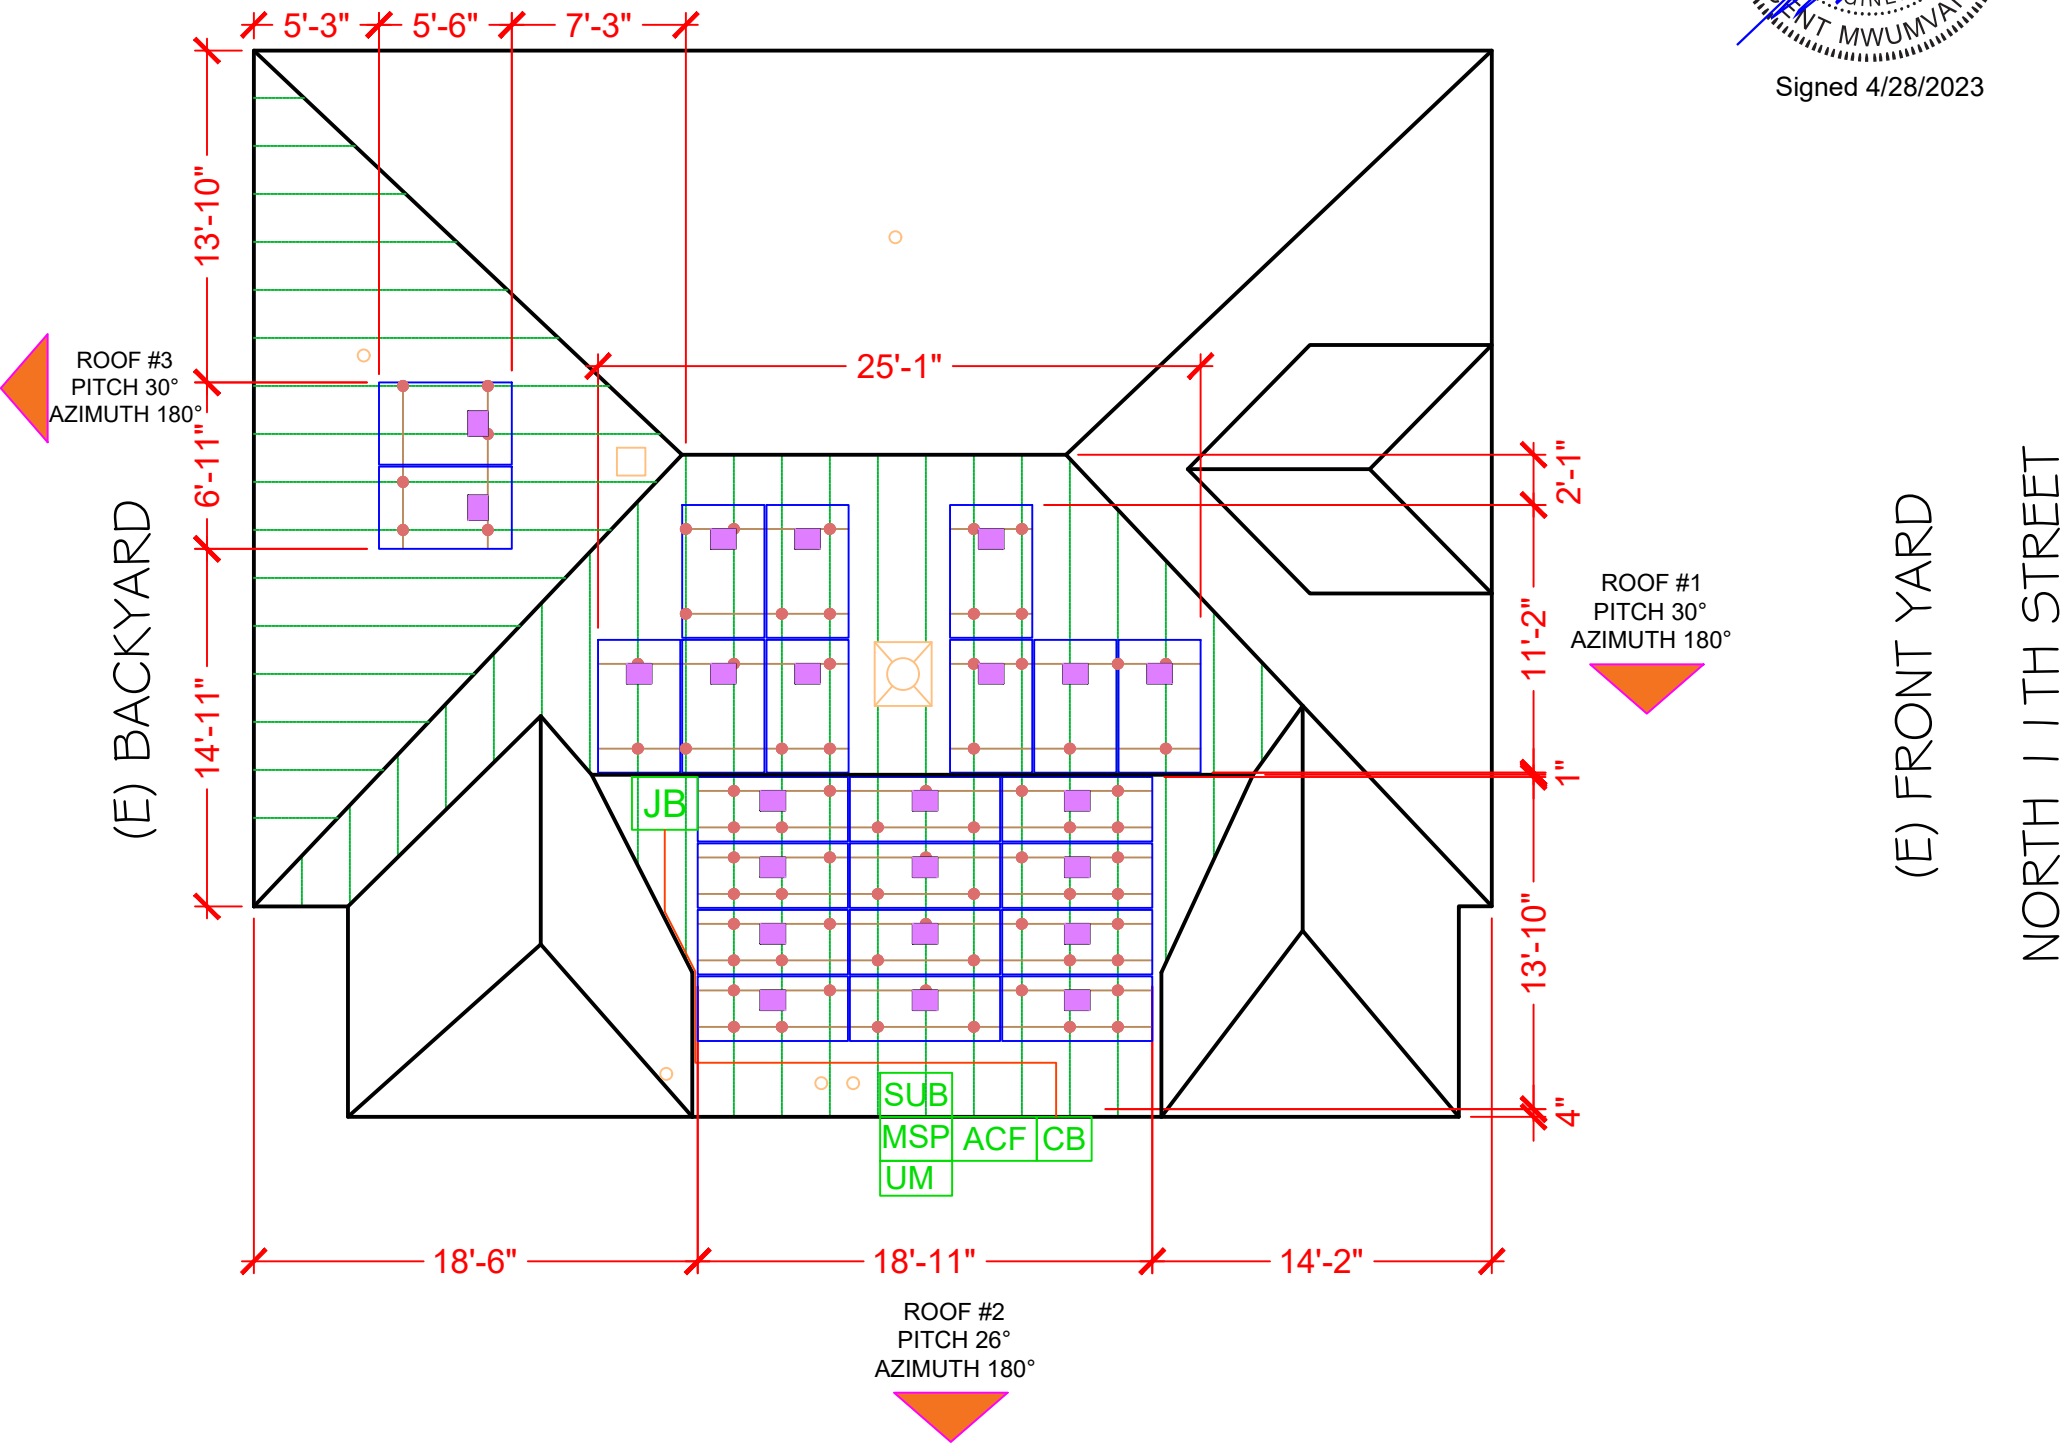 5'-3"
5'-6"
7'-3"
MWUMVA
Signed 4/28/2023
13'-10"
25'-1"
ROOF #3
PITCH 30°
AZIMUTH 180°
6'-11"
2'-1"
(E) BACKYARD
(E) FRONT YARD
NORTH 111TH STREET
ROOF #1
PITCH 30°
AZIMUTH 180°
11'-2"
14'-11"
1"
JB
13'-10"
SUB
MSP
ACF
CB
UM
4"
18'-6"
18'-11"
14'-2"
ROOF #2
PITCH 26°
AZIMUTH 180°